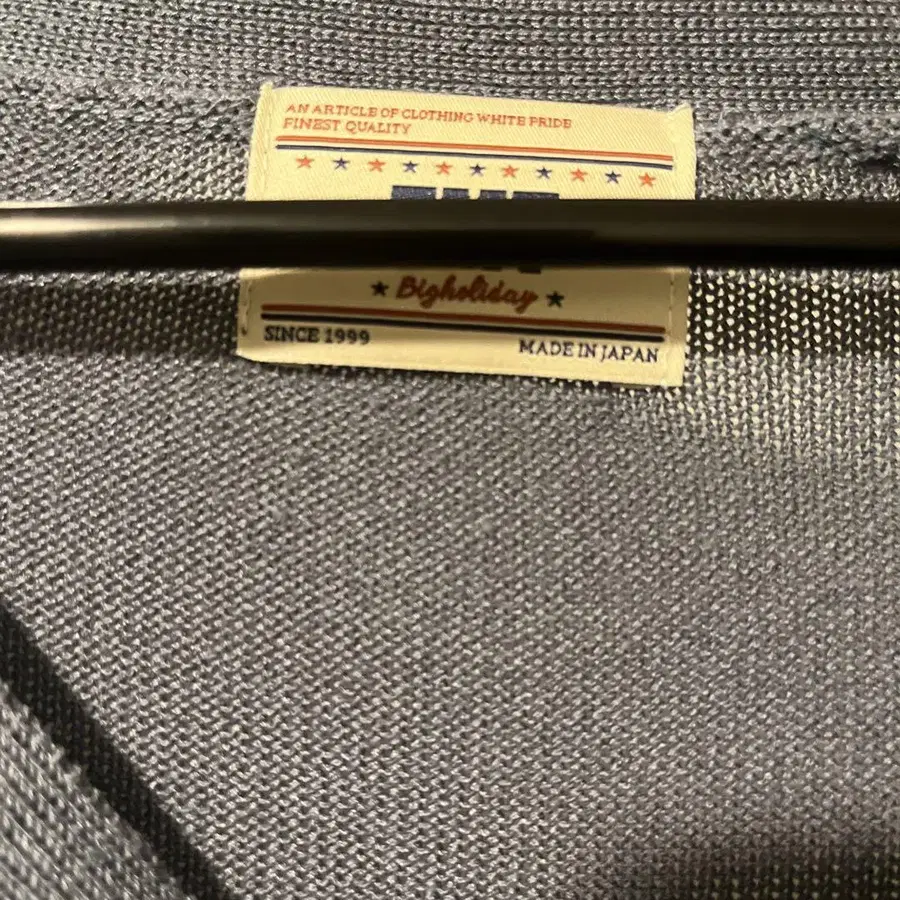 AN ARTICLE OF CLOTHING WHITE PRIDE
FINEST QUALITY
Bigholiday
SINCE 1999
MADE IN JAPAN